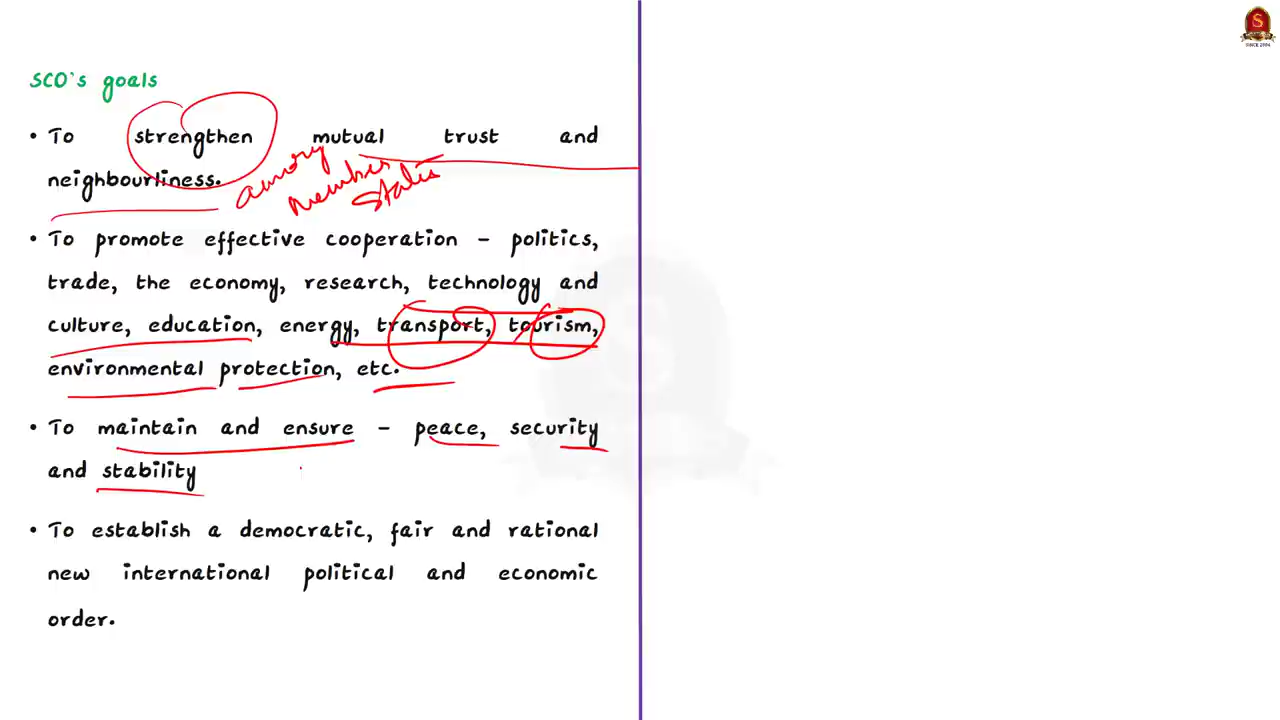 SCO's goals
• To strengthen mutual trust and
neighbourliness.
among
member
states
• To promote effective cooperation – politics,
trade, the economy, research, technology and
culture, education, energy, transport, tourism,
environmental protection, etc.
• To maintain and ensure – peace, security
and stability
• To establish a democratic, fair and rational
new international political and economic
order.
S
SINCE 2004